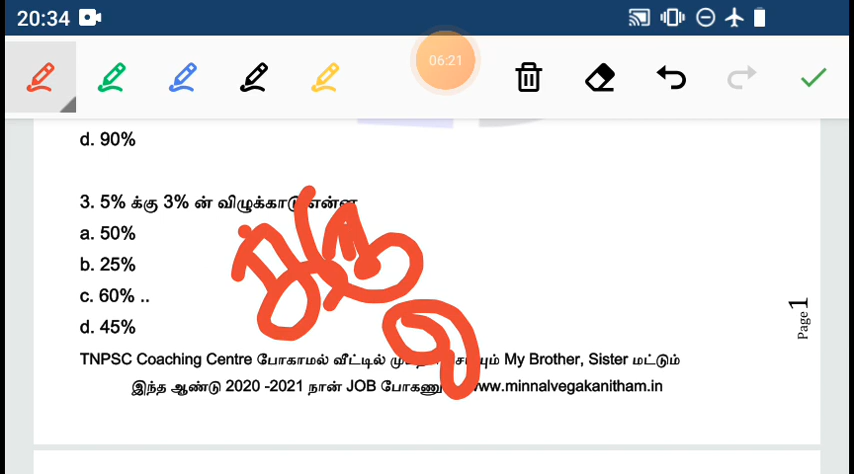 20:34
06:21
d. 90%
3. 5% க்கு 3% ன் விழுக்காடு என்ன
a. 50%
b. 25%
c. 60% ..
d. 45%
Page 1
TNPSC Coaching Centre போகாமல் வீட்டில் My Brother, Sister மட்டும்
இந்த ஆண்டு 2020 -2021 நான் JOB www.minnalvegakanitham.in